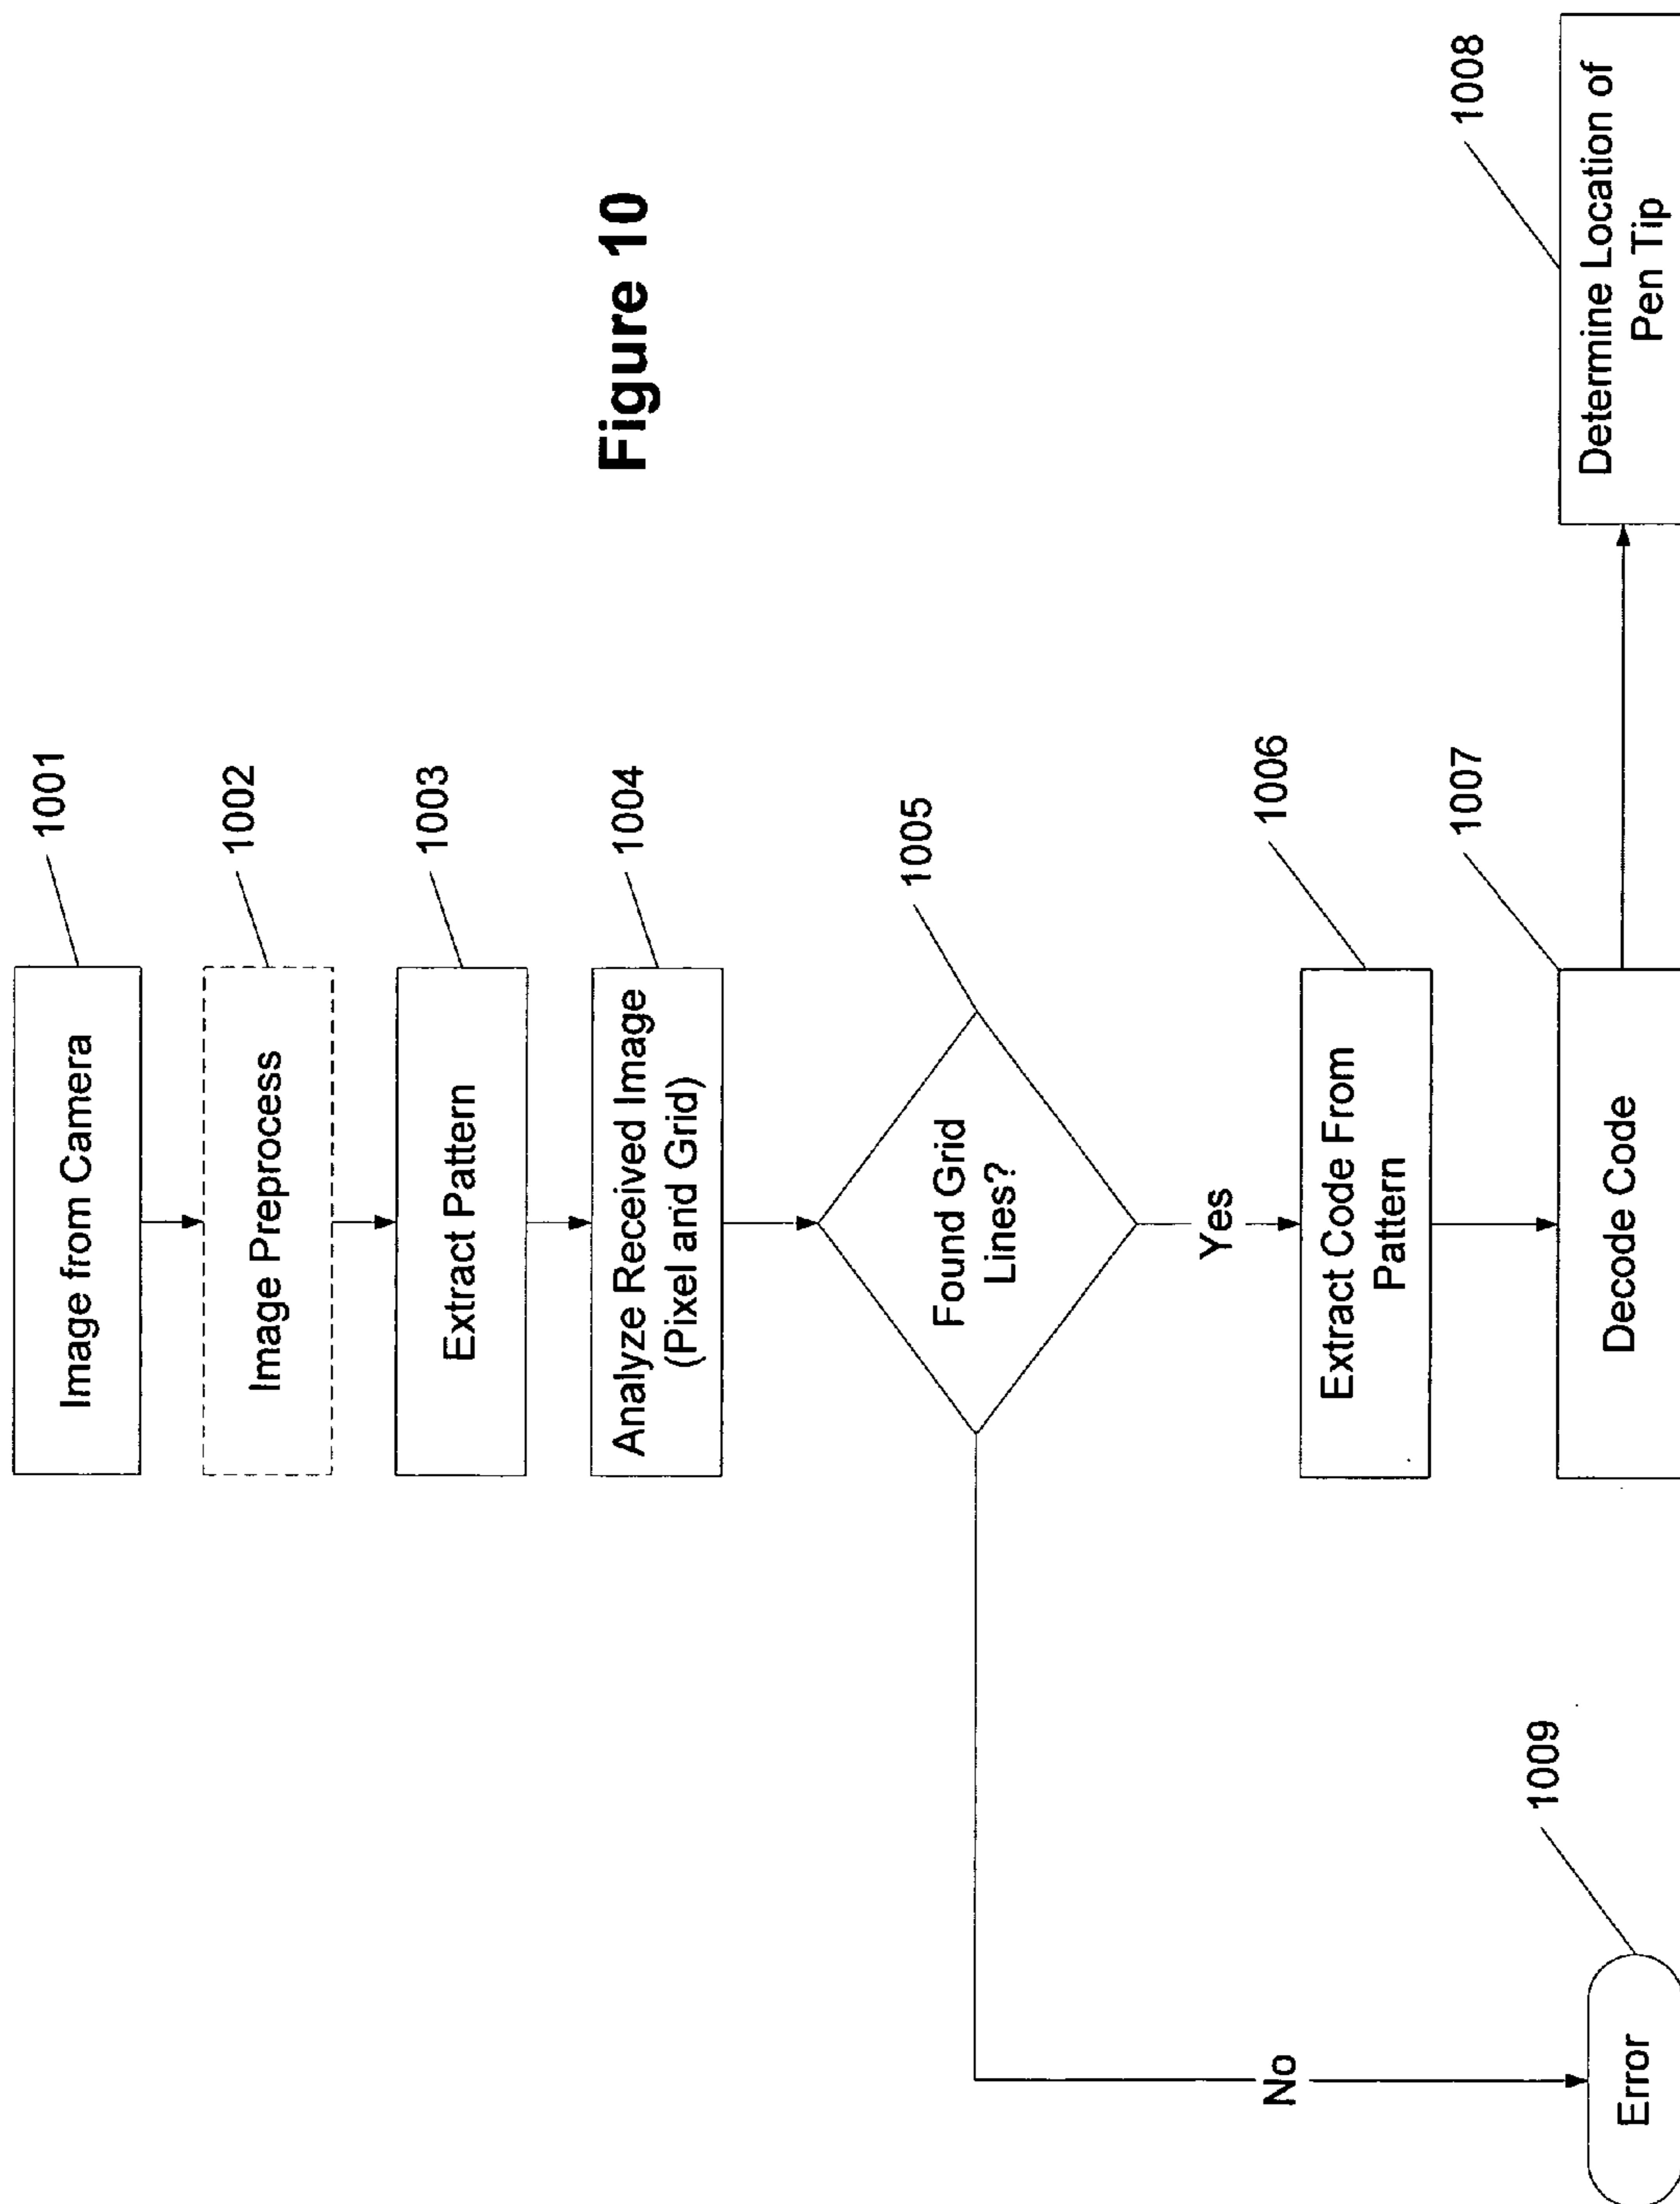 Image from Camera
1001
Image Preprocess
1002
Extract Pattern
1003
Analyze Received Image
(Pixel and Grid)
1004
Found Grid
Lines?
1005
Yes
No
Extract Code From
Pattern
1006
Decode Code
1007
Determine Location of
Pen Tip
1008
Error
1009
Figure 10